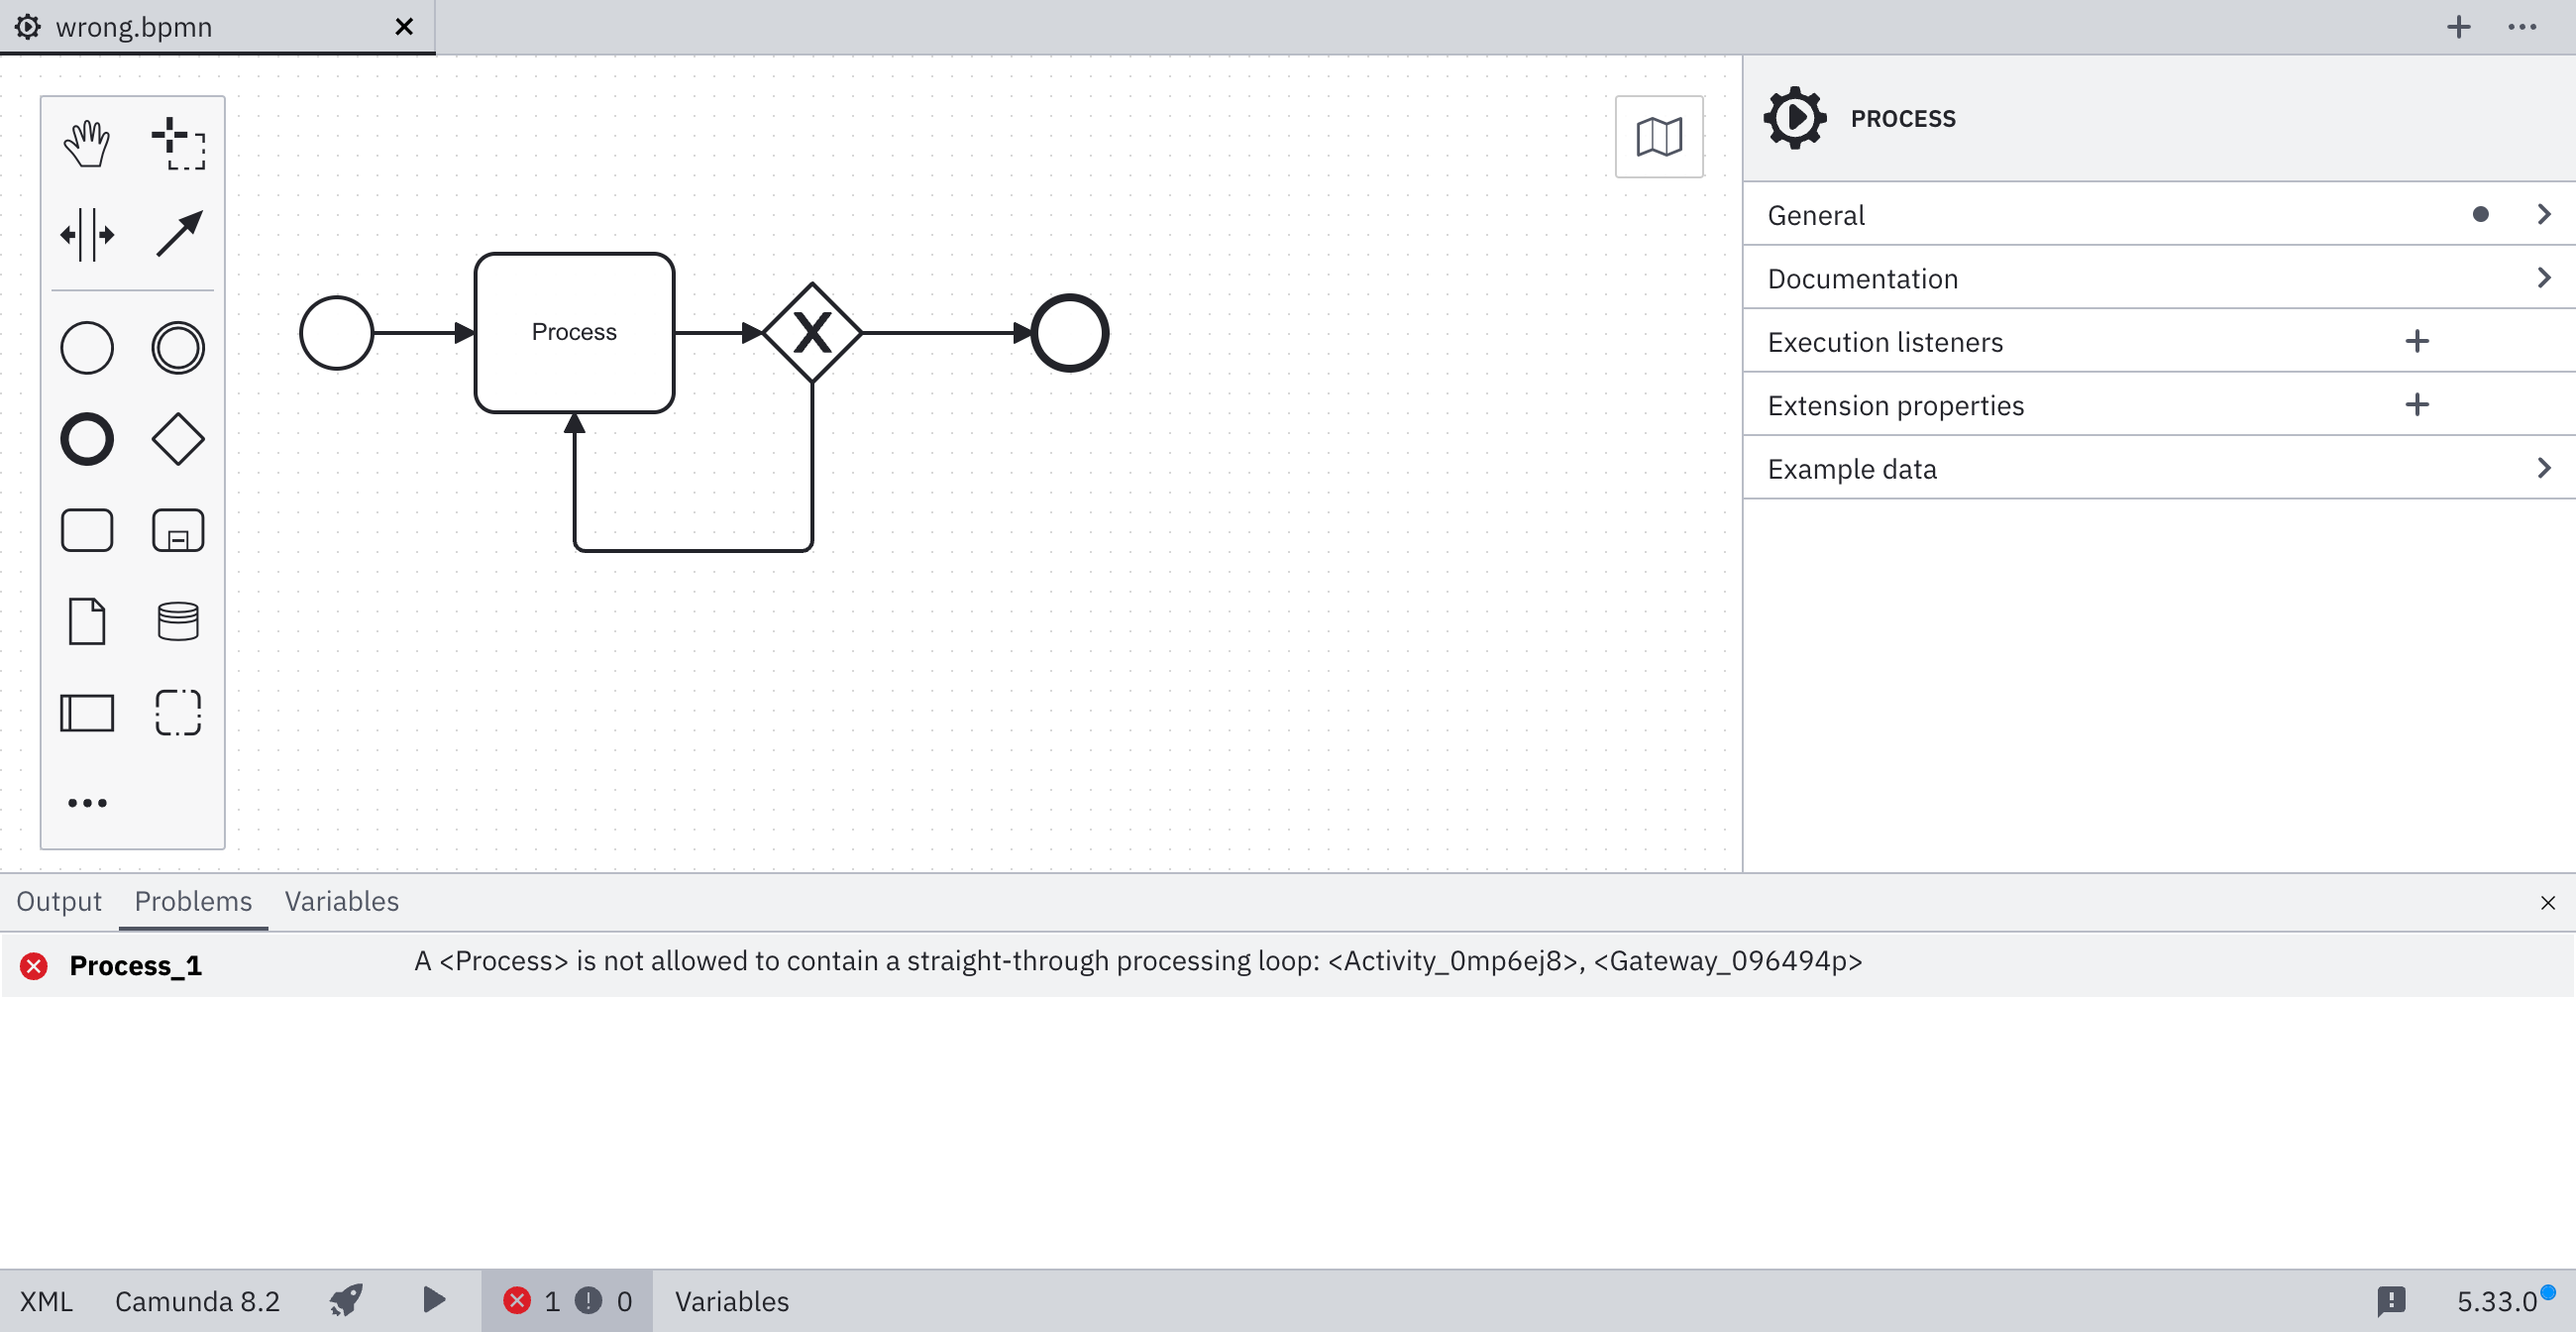 wrong.bpmn
Process
X
PROCESS
General
Documentation
Execution listeners
Extension properties
Example data
Output Problems Variables
Process_1 A <Process> is not allowed to contain a straight-through processing loop: <Activity_0mp6ej8>, <Gateway_096494p>
XML Camunda 8.2 1 0 Variables 5.33.0